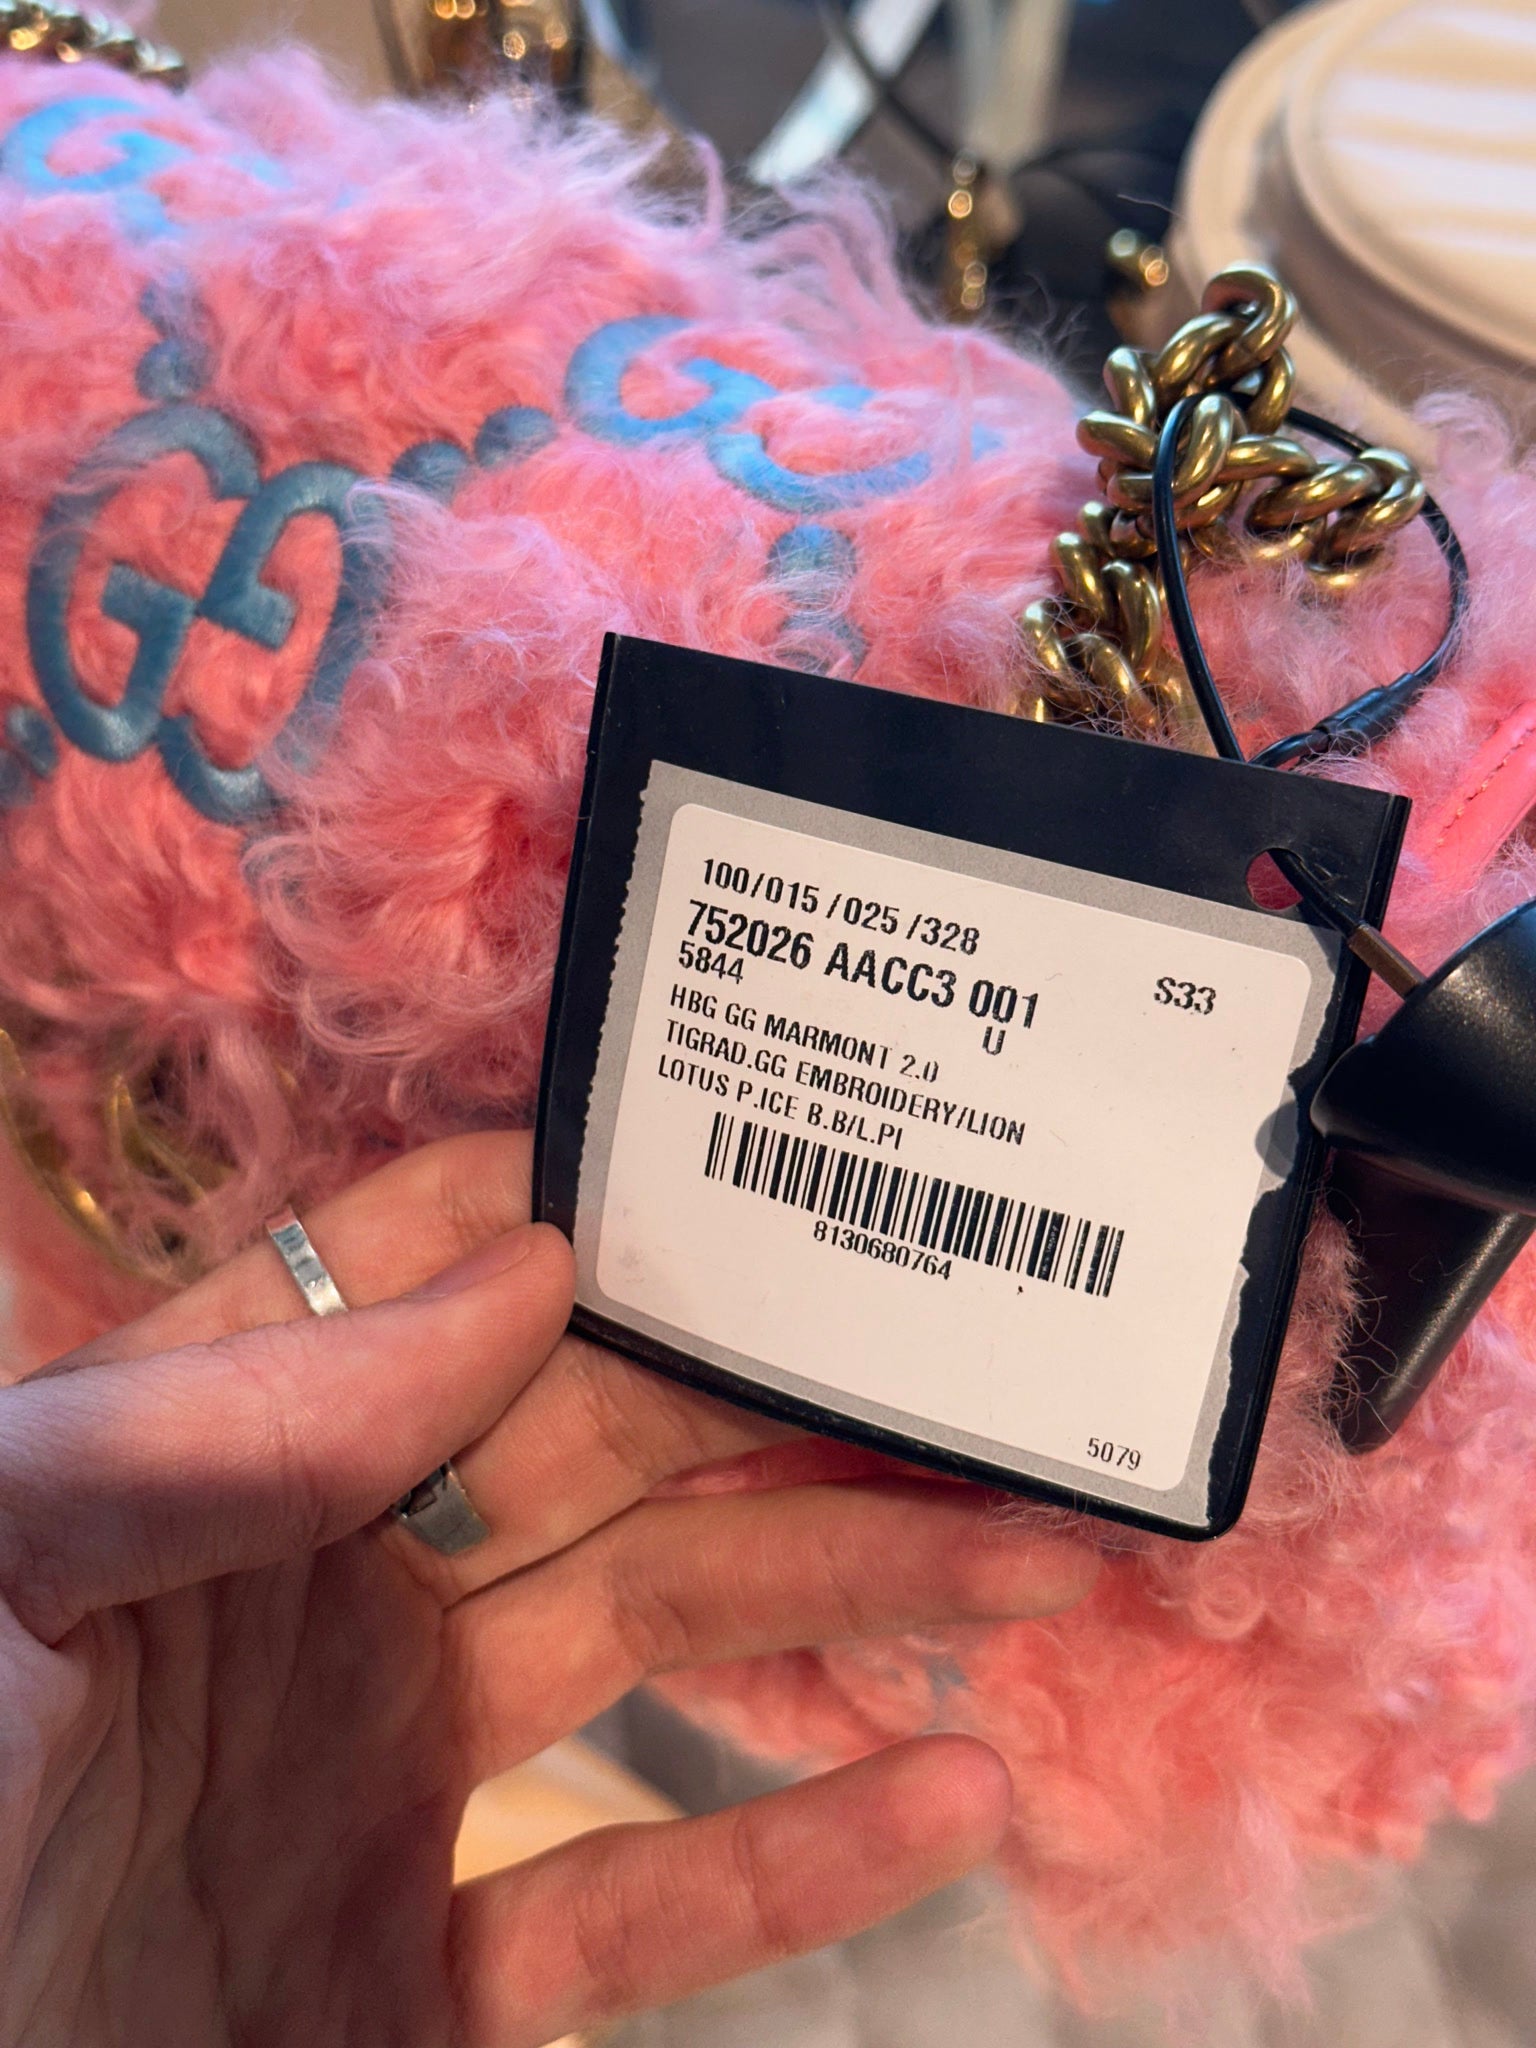 100/015 /025 /328
752026 AACC3 001
5844
U
S33
HBG GG MARMONT 2.0
TIGRAD.GG EMBROIDERY/LION
LOTUS P.ICE B.B/L.PI
8130680764
5079